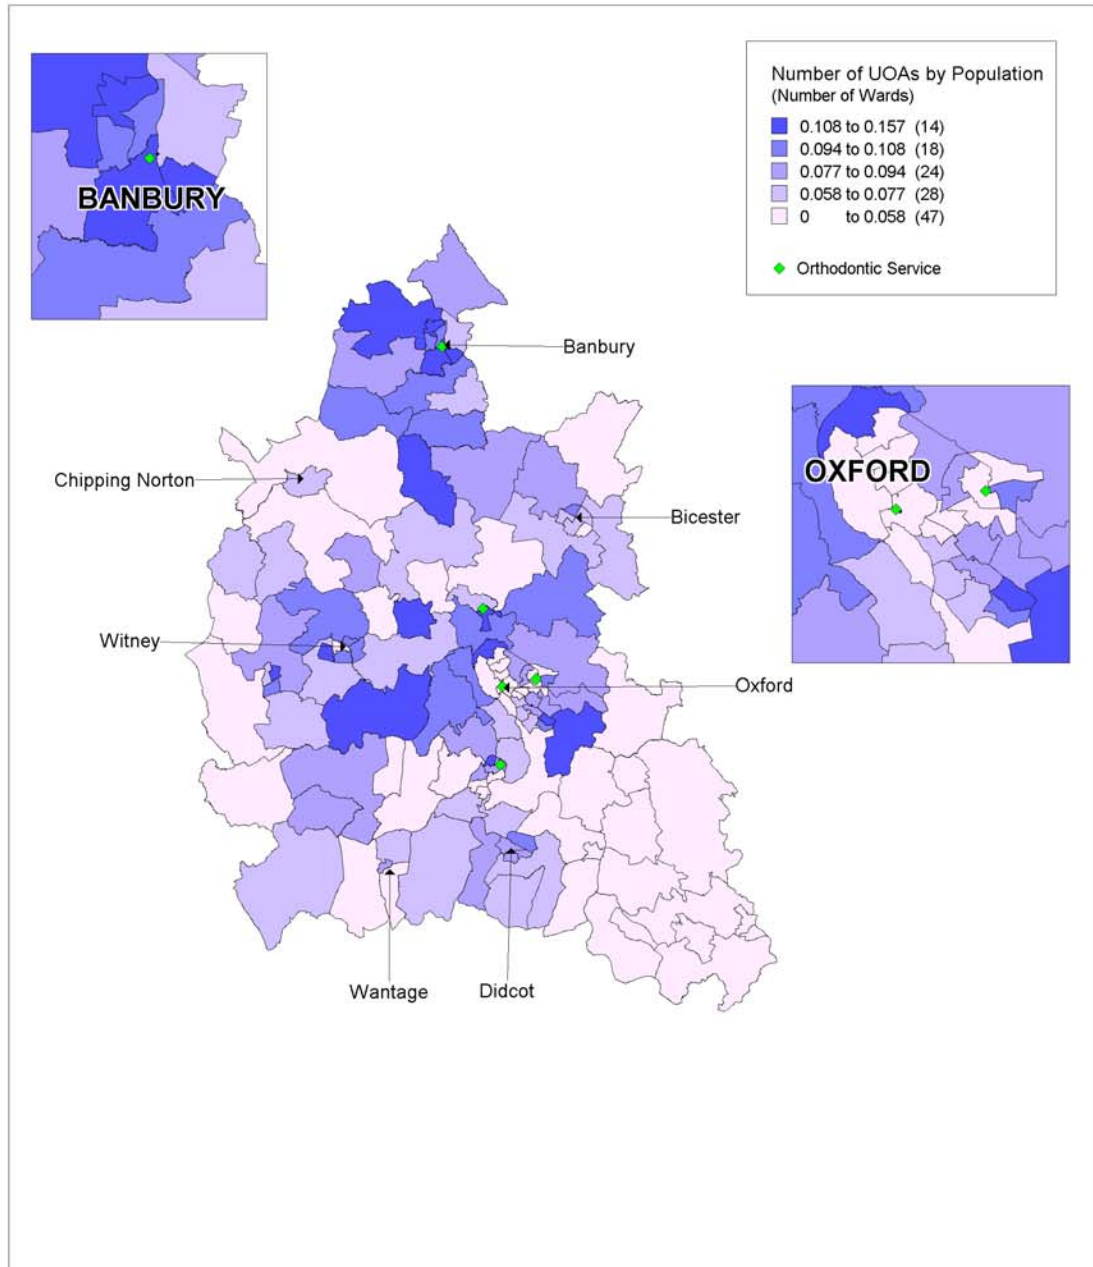 Number of UOAs by Population
(Number of Wards)
0.108 to 0.157 (14)
0.094 to 0.108 (18)
0.077 to 0.094 (24)
0.058 to 0.077 (28)
0 to 0.058 (47)
Orthodontic Service
BANBURY
Banbury
OXFORD
Chipping Norton
Bicester
Witney
Oxford
Wantage
Didcot